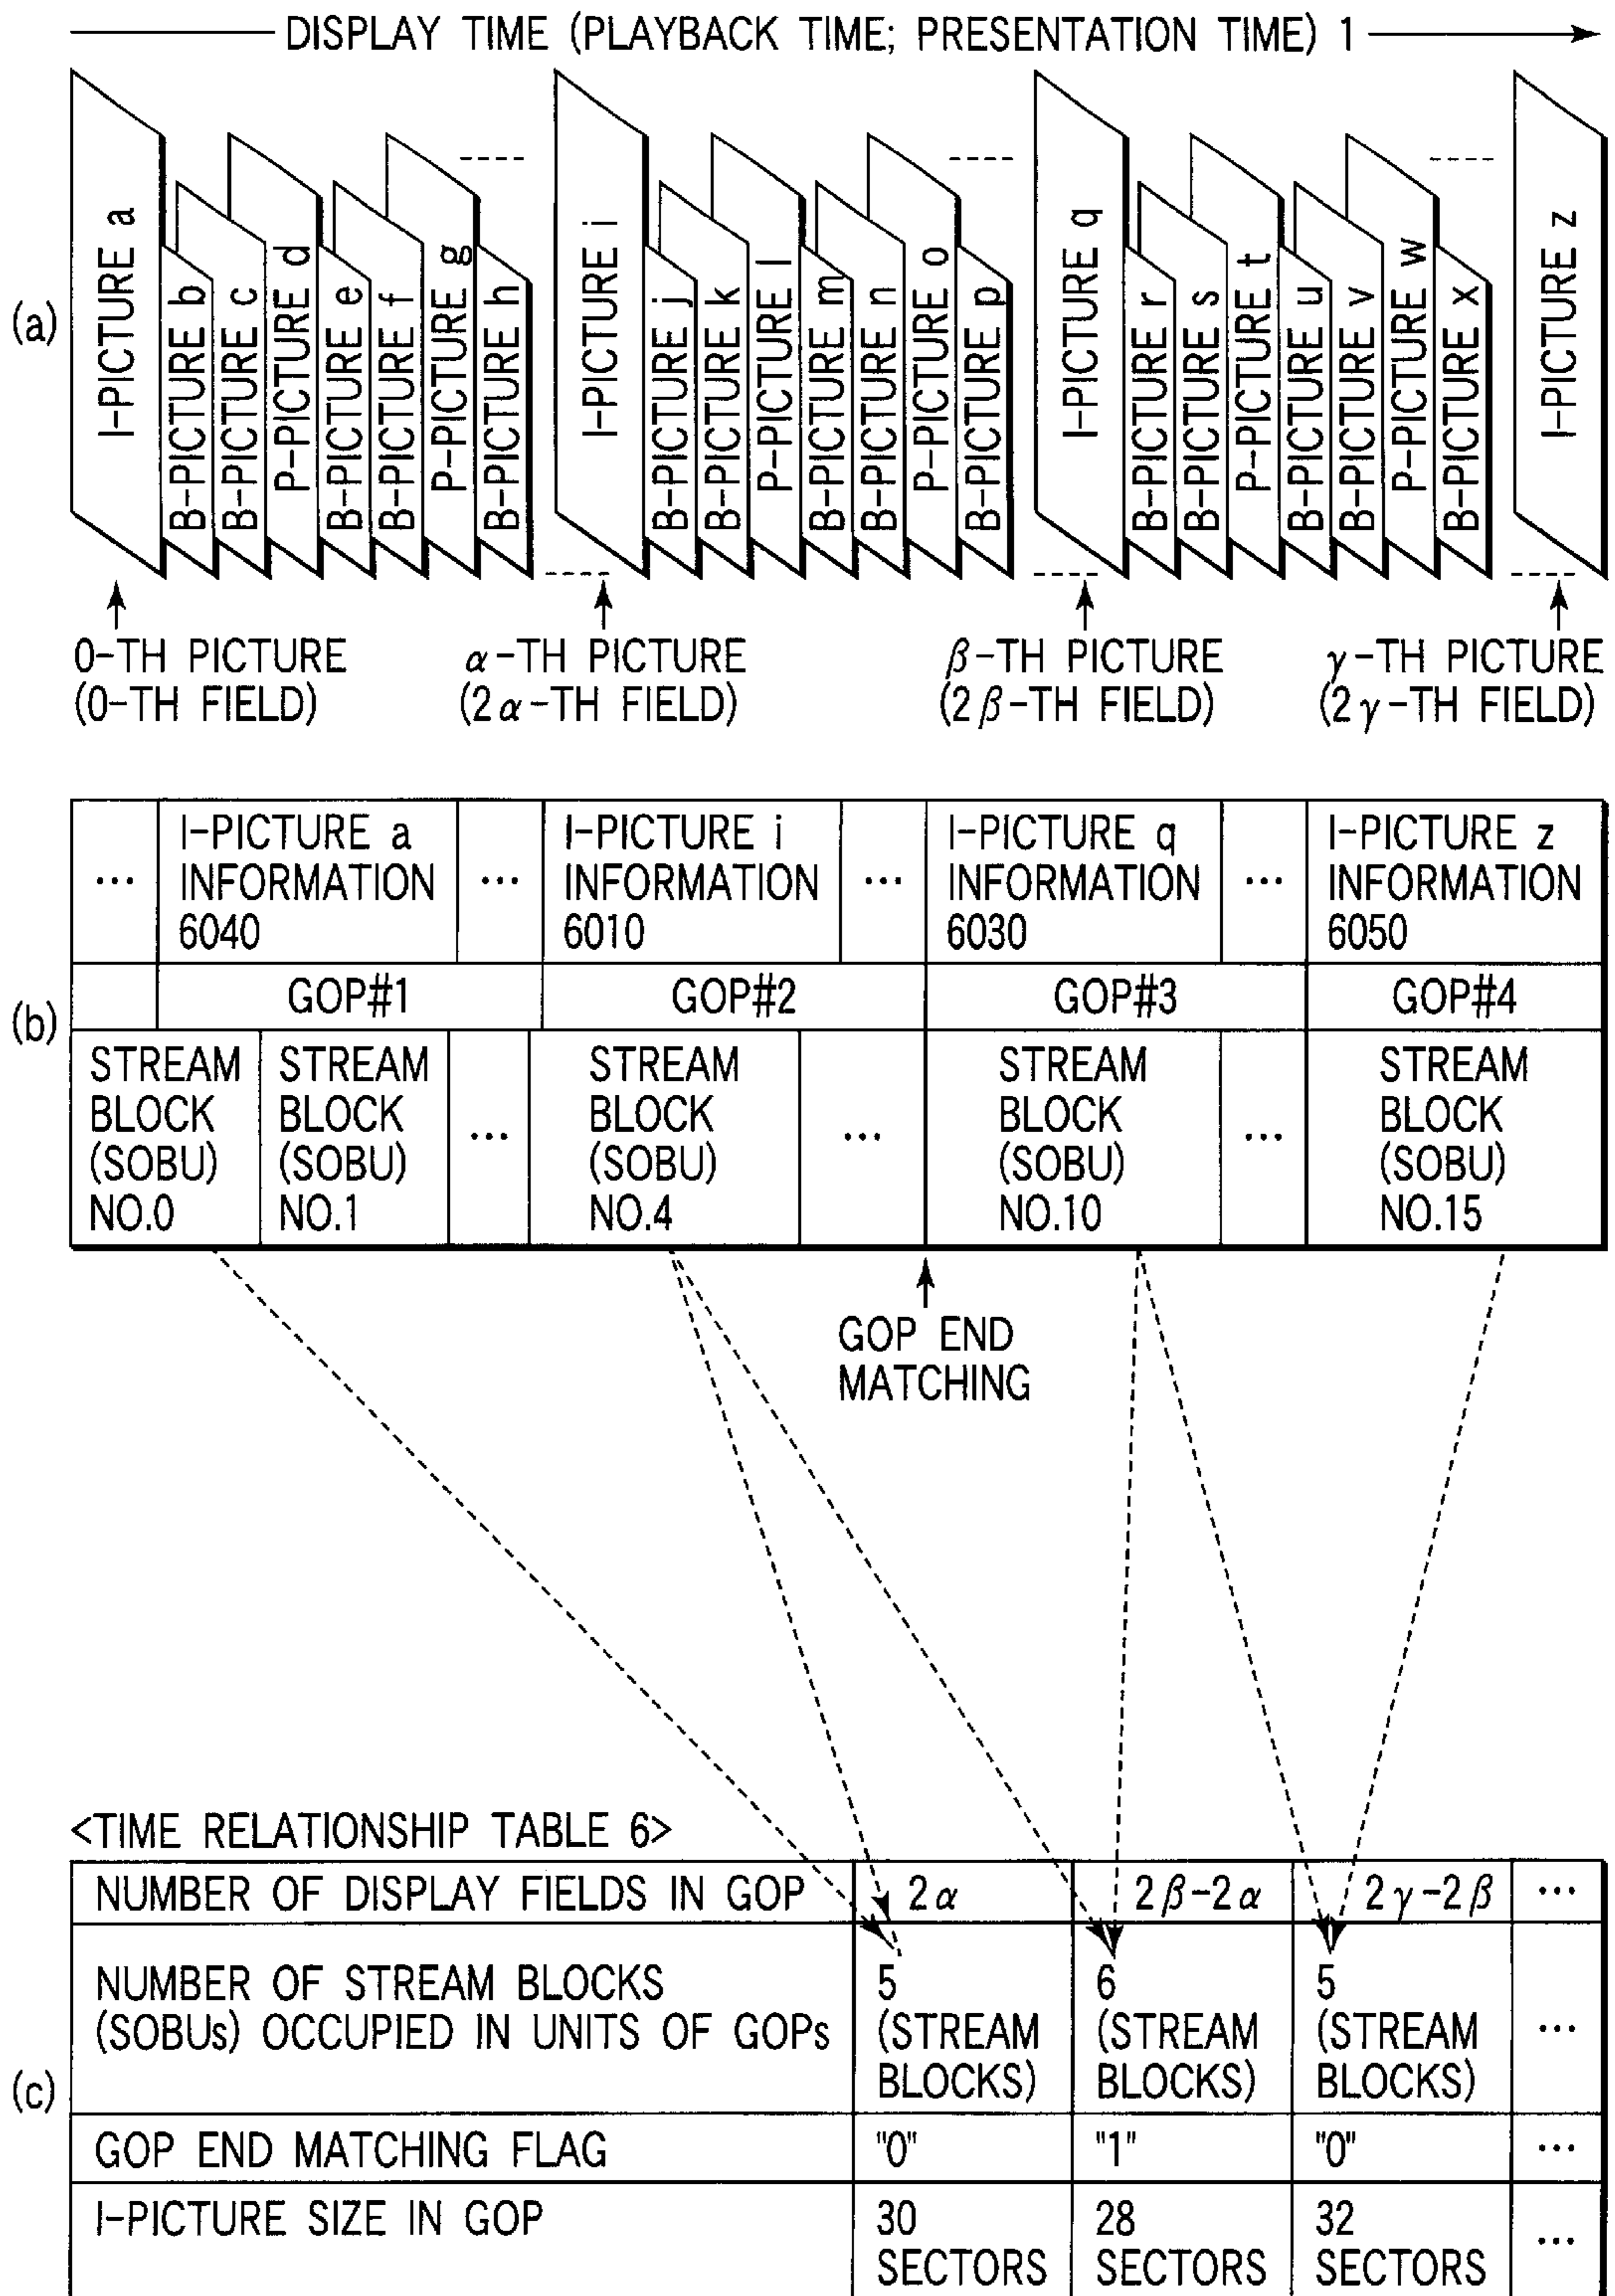 DISPLAY TIME (PLAYBACK TIME; PRESENTATION TIME) 1
(a)
I-PICTURE a
B-PICTURE b
B-PICTURE c
P-PICTURE d
B-PICTURE e
B-PICTURE f
P-PICTURE g
B-PICTURE h
I-PICTURE i
B-PICTURE j
B-PICTURE k
P-PICTURE l
B-PICTURE m
B-PICTURE n
P-PICTURE o
B-PICTURE p
I-PICTURE q
B-PICTURE r
B-PICTURE s
P-PICTURE t
B-PICTURE u
B-PICTURE v
P-PICTURE w
B-PICTURE x
I-PICTURE z
0-TH PICTURE
(0-TH FIELD)
α-TH PICTURE
(2α-TH FIELD)
β-TH PICTURE
(2β-TH FIELD)
γ-TH PICTURE
(2γ-TH FIELD)
(b)
...
I-PICTURE a
INFORMATION
6040
...
I-PICTURE i
INFORMATION
6010
...
I-PICTURE q
INFORMATION
6030
...
I-PICTURE z
INFORMATION
6050
GOP#1
GOP#2
GOP#3
GOP#4
STREAM
BLOCK
(SOBU)
NO.0
STREAM
BLOCK
(SOBU)
NO.1
...
STREAM
BLOCK
(SOBU)
NO.4
...
STREAM
BLOCK
(SOBU)
NO.10
...
STREAM
BLOCK
(SOBU)
NO.15
GOP END
MATCHING
<TIME RELATIONSHIP TABLE 6>
(c)
NUMBER OF DISPLAY FIELDS IN GOP
2α
2β-2α
2γ-2β
...
NUMBER OF STREAM BLOCKS
(SOBUs) OCCUPIED IN UNITS OF GOPs
5
(STREAM
BLOCKS)
6
(STREAM
BLOCKS)
5
(STREAM
BLOCKS)
...
GOP END MATCHING FLAG
"0"
"1"
"0"
...
I-PICTURE SIZE IN GOP
30
SECTORS
28
SECTORS
32
SECTORS
...